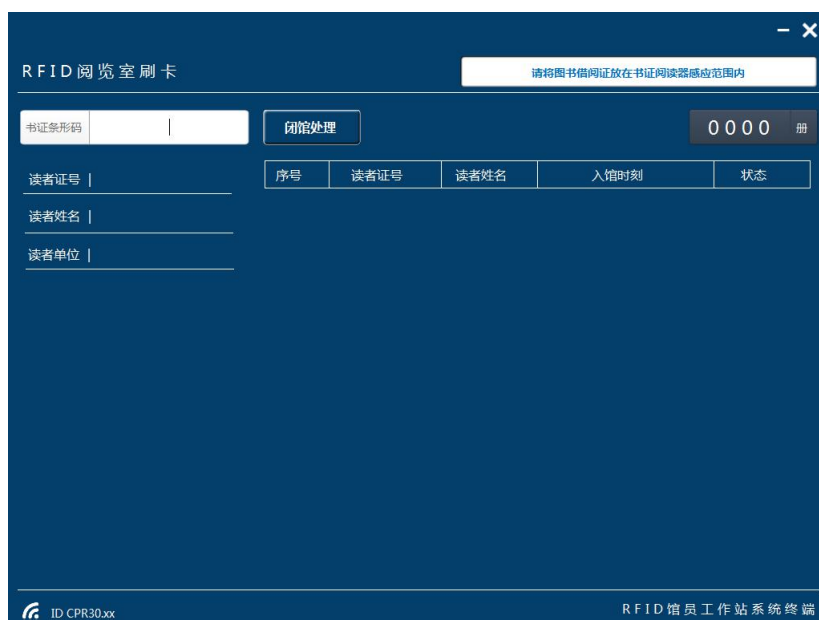 RFID阅览室刷卡
请将图书借阅证放在书证阅读器感应范围内
书证条形码
闭馆处理
0000 册
读者证号
读者姓名
读者单位
序号 读者证号 读者姓名 入馆时刻 状态
ID CPR30.xx
RFID馆员工作站系统终端